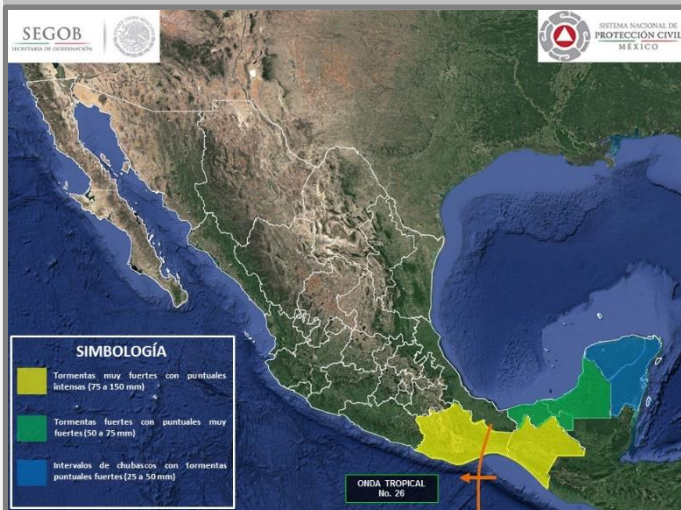 SEGOB
SECRETARÍA DE GOBERNACIÓN
SISTEMA NACIONAL DE
PROTECCIÓN CIVIL
MÉXICO
SIMBOLOGÍA
Tormentas muy fuertes con puntuales
intensas (75 a 150 mm)
Tormentas fuertes con puntuales muy
fuertes (50 a 75 mm)
Intervalos de chubascos con tormentas
puntuales fuertes (25 a 50 mm)
ONDA TROPICAL
No. 26